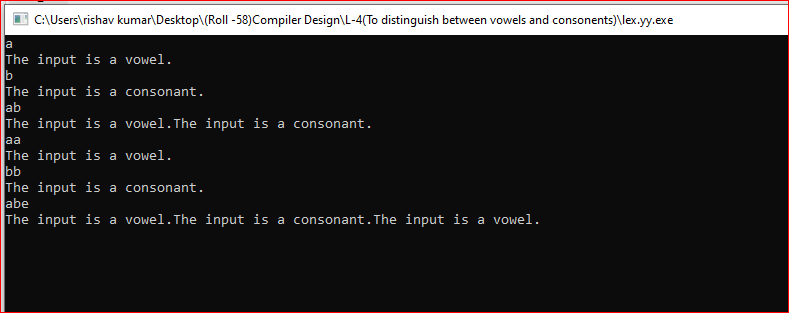 C:\Users\rishav kumar\Desktop\(Roll -58)Compiler Design\L-4(To distinguish between vowels and consonents)\lex.yy.exe
a
The input is a vowel.
b
The input is a consonant.
ab
The input is a vowel.The input is a consonant.
aa
The input is a vowel.
bb
The input is a consonant.
abe
The input is a vowel.The input is a consonant.The input is a vowel.